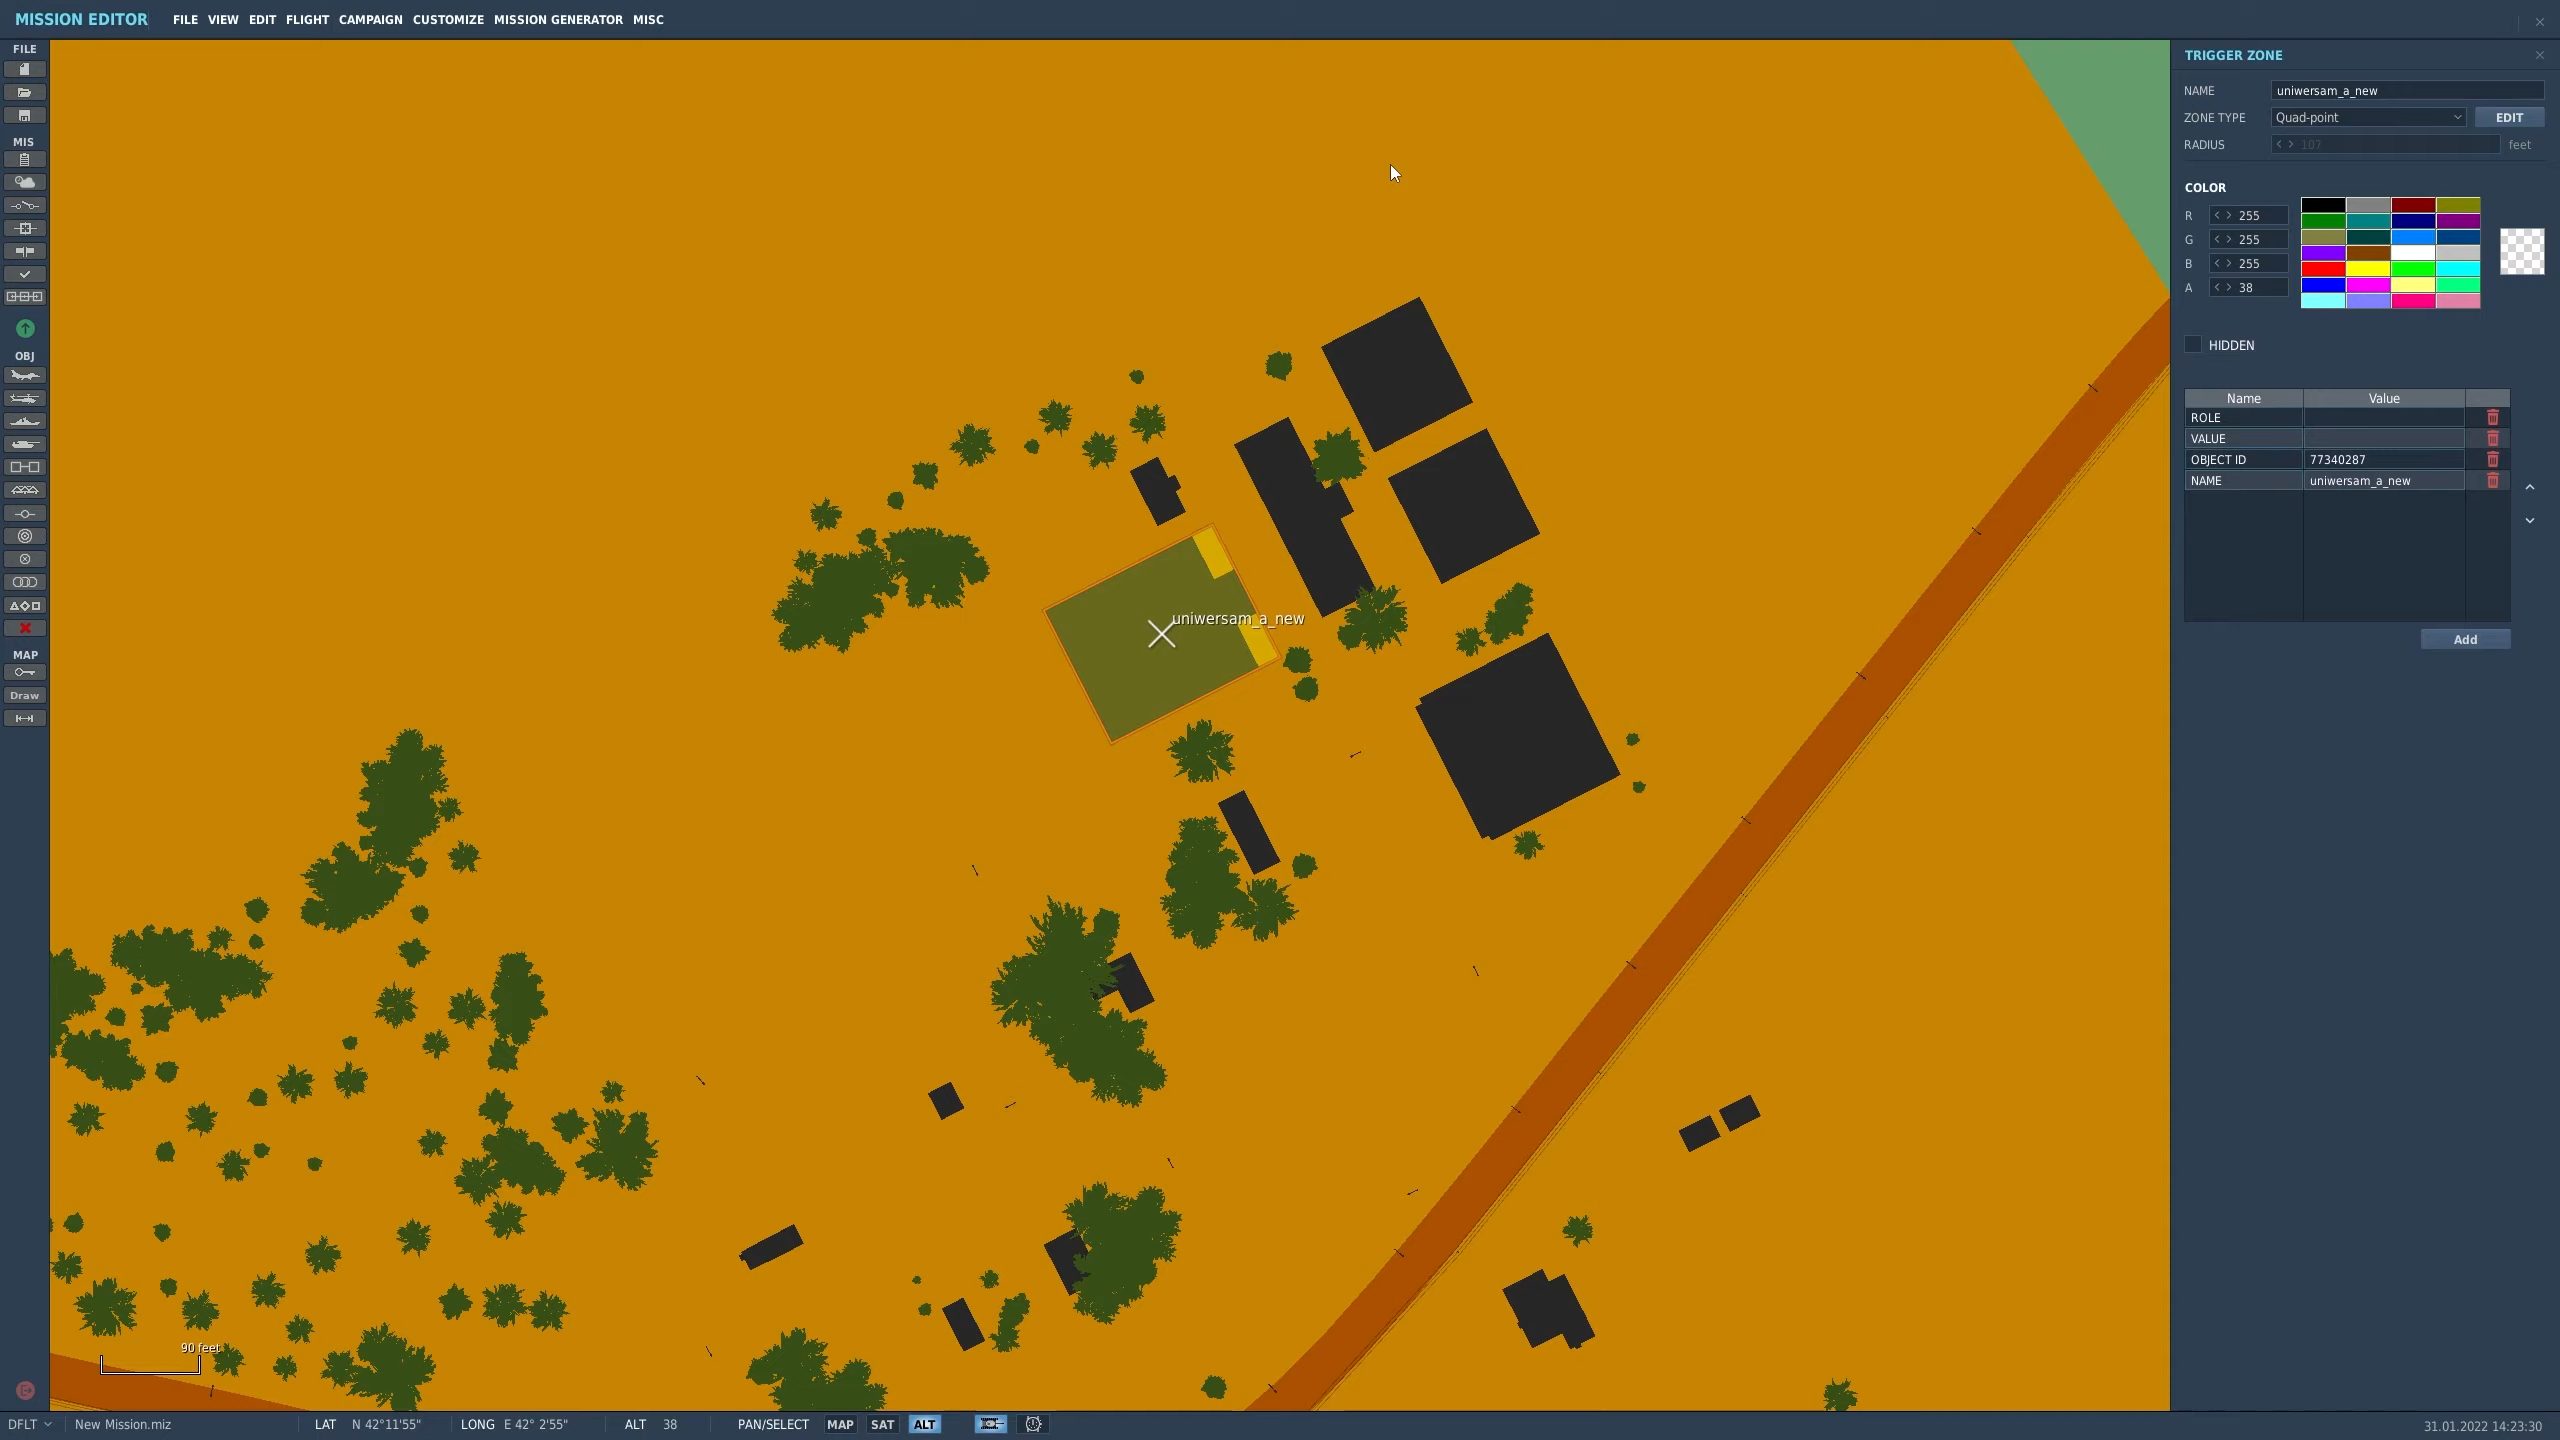 MISSION EDITOR FILE VIEW EDIT FLIGHT CAMPAIGN CUSTOMIZE MISSION GENERATOR MISC
FILE
MIS
OBJ
MAP
Draw
uniwersam_a_new
90 feet
TRIGGER ZONE
NAME uniwersam_a_new
ZONE TYPE Quad-point EDIT
RADIUS 107 feet
COLOR
R 255
G 255
B 255
A 38
HIDDEN
Name Value
ROLE
VALUE
OBJECT ID 77340287
NAME uniwersam_a_new
Add
DFLT New Mission.miz LAT N 42°11'55" LONG E 42° 2'55" ALT 38 PAN/SELECT MAP SAT ALT 31.01.2022 14:23:30